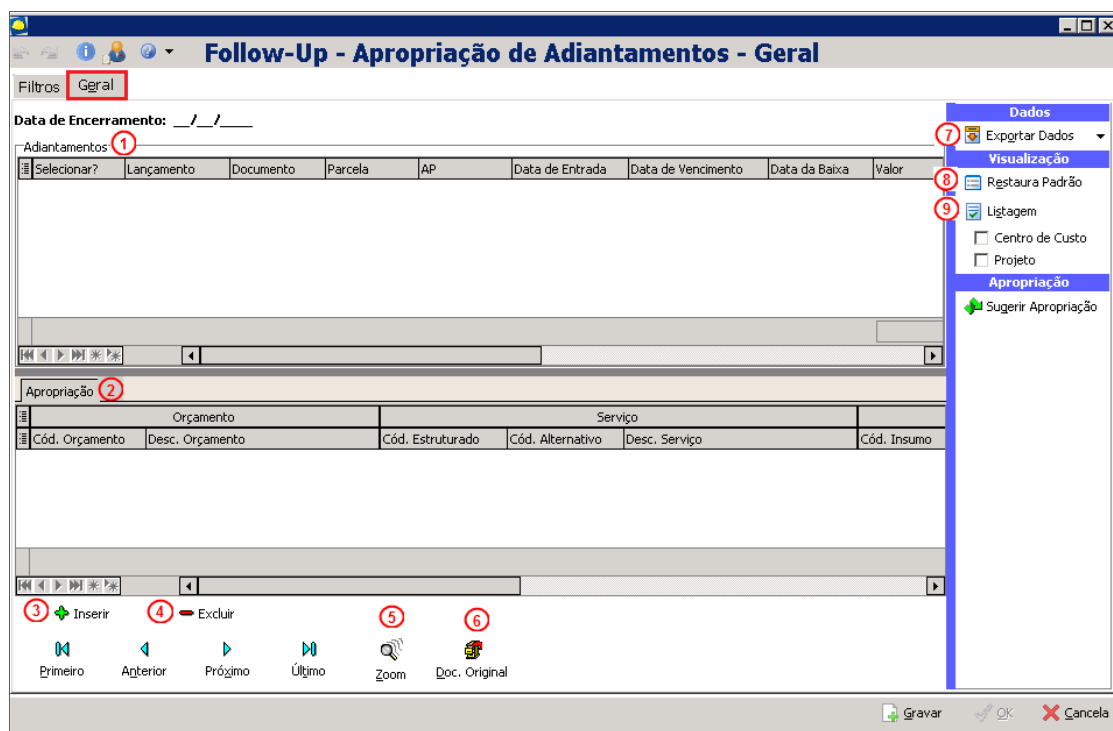 Follow-Up - Apropriação de Adiantamentos - Geral
Filtros Geral
Data de Encerramento: __/__/____
Adiantamentos 1
Selecionar? Lançamento Documento Parcela AP Data de Entrada Data de Vencimento Data da Baixa Valor
Apropriação 2
Orçamento Serviço
Cód. Orçamento Desc. Orçamento Cód. Estruturado Cód. Alternativo Desc. Serviço Cód. Insumo
3 Inserir 4 Excluir 5 6
Primeiro Anterior Próximo Último Zoom Doc. Original
Dados
7 Exportar Dados
Visualização
8 Restaura Padrão
9 Listagem
Centro de Custo
Projeto
Apropriação
Sugerir Apropriação
Gravar OK Cancela